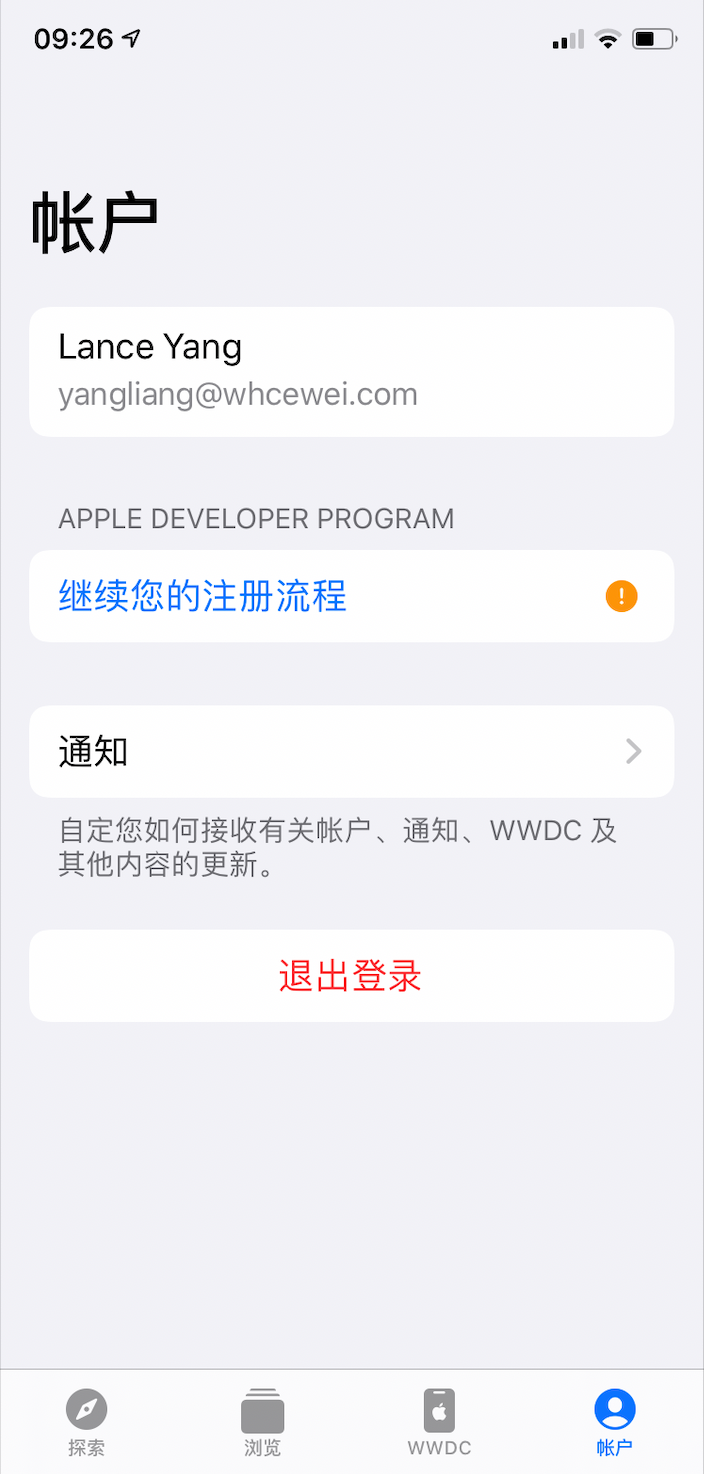 09:26
帐户
Lance Yang
yangliang@whcewei.com
APPLE DEVELOPER PROGRAM
继续您的注册流程
通知
自定您如何接收有关帐户、通知、WWDC 及
其他内容的更新。
退出登录
探索
浏览
WWDC
帐户